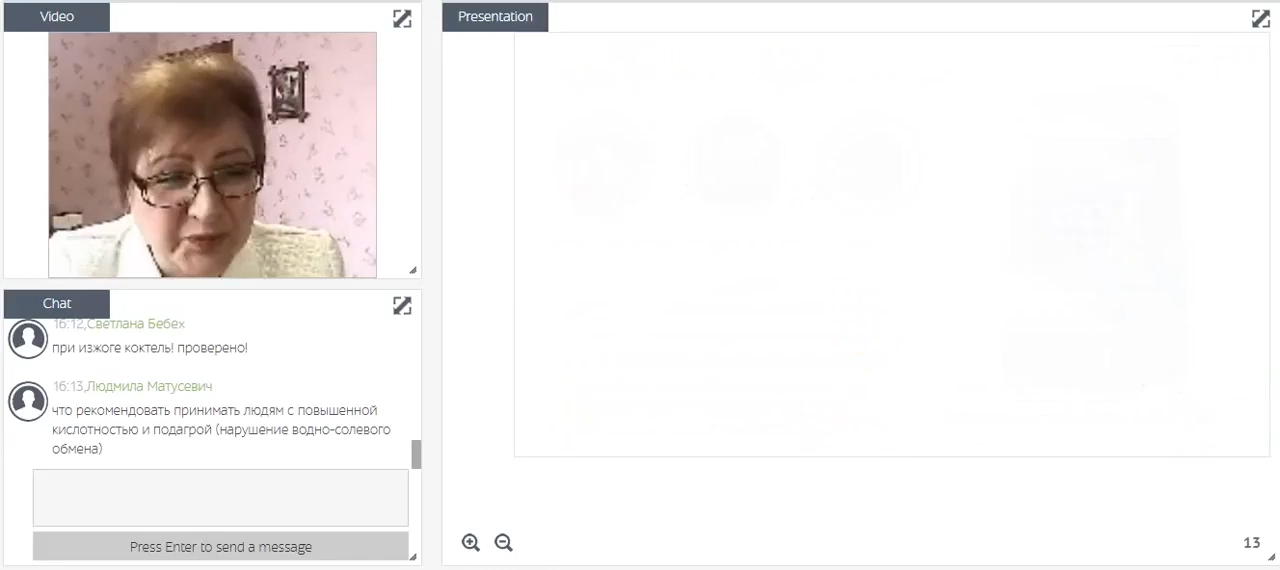 Video
Presentation
Chat
16:12,Светлана Бебех
при изжоге коктель! проверено!
16:13,Людмила Матусевич
что рекомендовать принимать людям с повышенной
кислотностью и подагрой (нарушение водно-солевого
обмена)
Press Enter to send a message
13